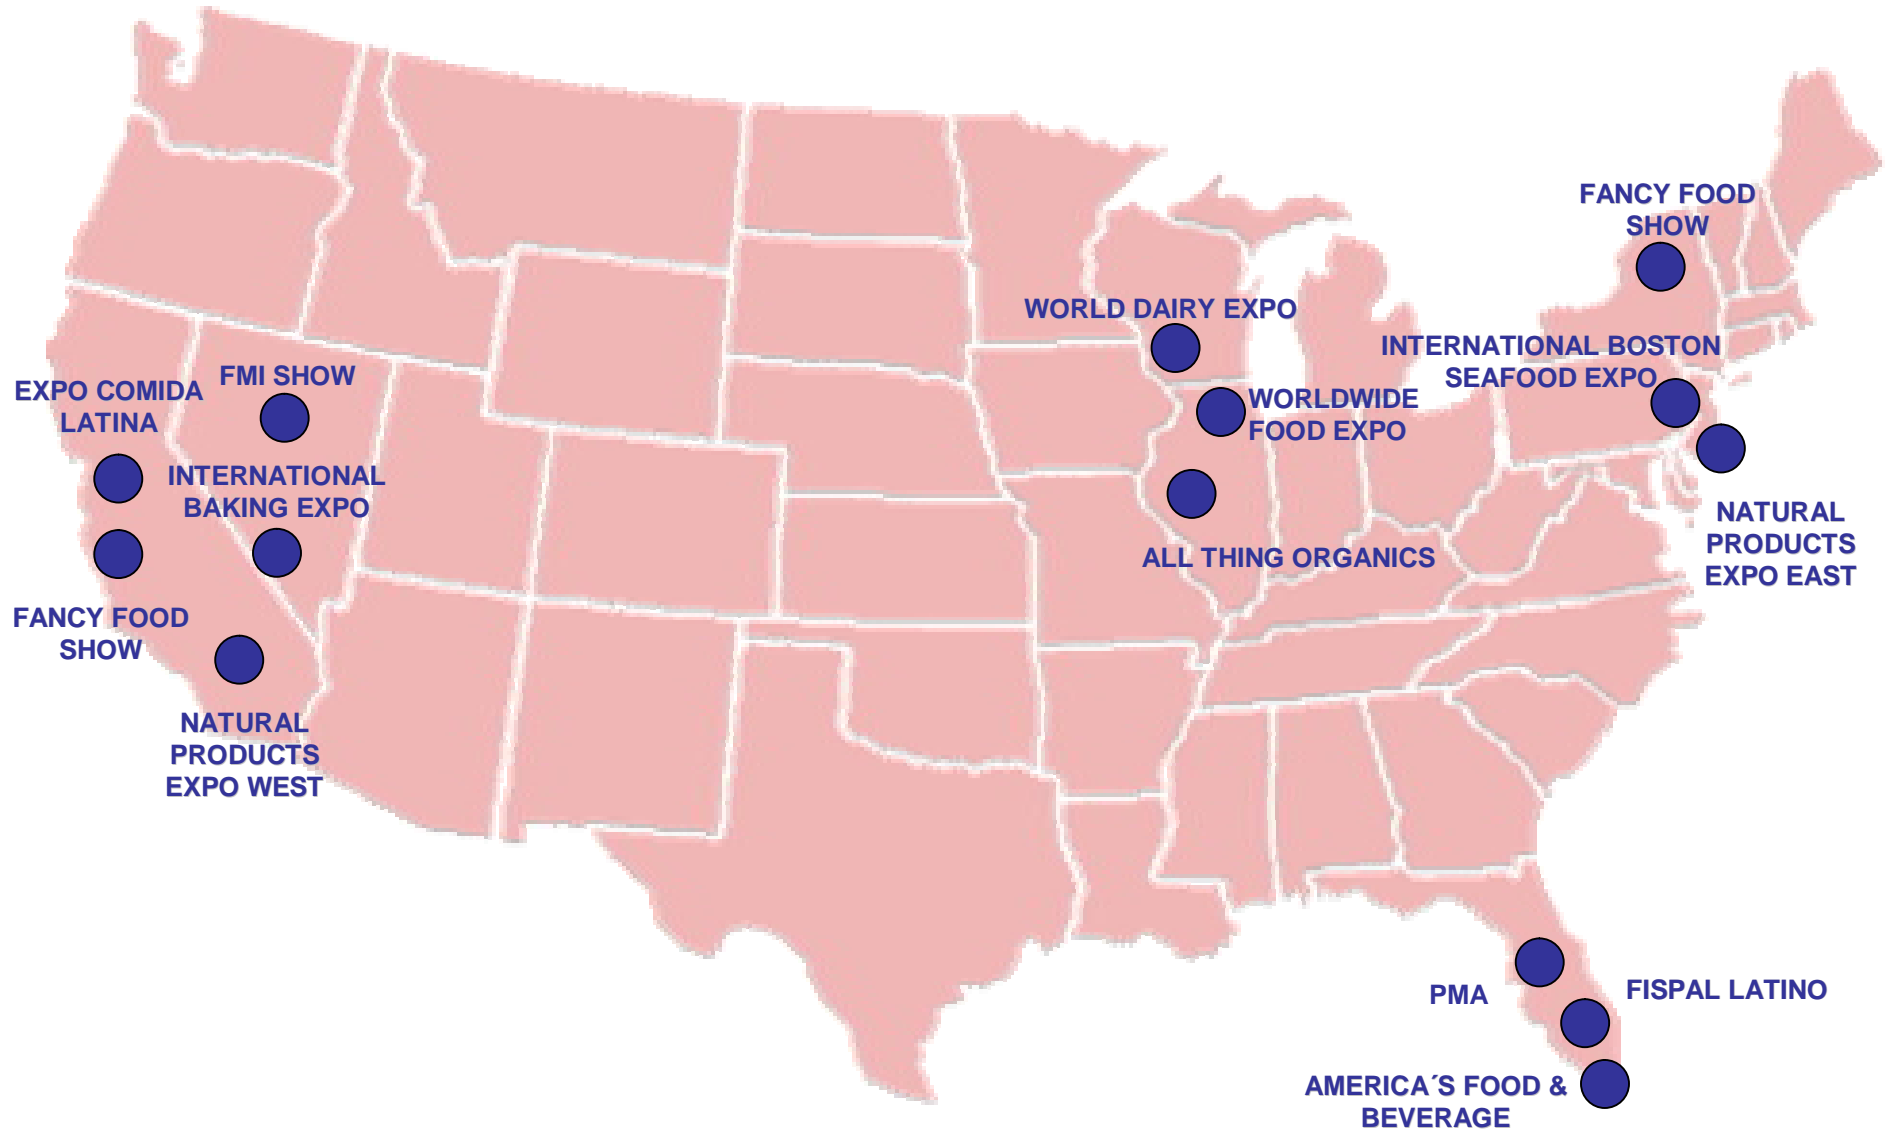 FANCY FOOD
SHOW
WORLD DAIRY EXPO
INTERNATIONAL BOSTON
SEAFOOD EXPO
FMI SHOW
EXPO COMIDA
LATINA
WORLDWIDE
FOOD EXPO
INTERNATIONAL
BAKING EXPO
NATURAL
PRODUCTS
EXPO EAST
ALL THING ORGANICS
FANCY FOOD
SHOW
NATURAL
PRODUCTS
EXPO WEST
PMA
FISPAL LATINO
AMERICA´S FOOD &
BEVERAGE